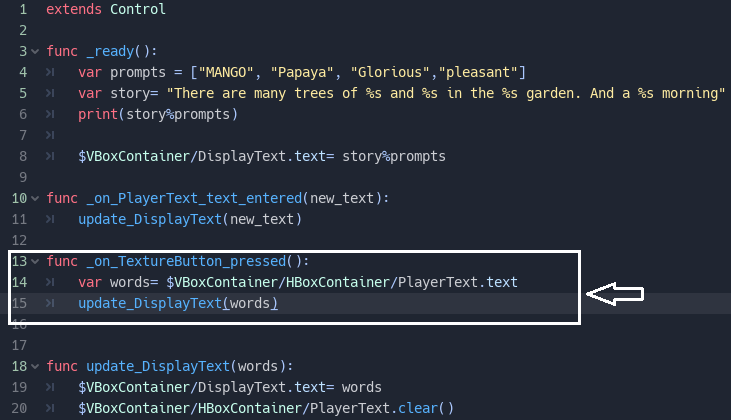 1 extends Control
2
3 func _ready():
4 var prompts = ["MANGO", "Papaya", "Glorious","pleasant"]
5 var story= "There are many trees of %s and %s in the %s garden. And a %s morning"
6 print(story%prompts)
7
8 $VBoxContainer/DisplayText.text= story%prompts
9
10 func _on_PlayerText_text_entered(new_text):
11 update_DisplayText(new_text)
12
13 func _on_TextureButton_pressed():
14 var words= $VBoxContainer/HBoxContainer/PlayerText.text
15 update_DisplayText(words)
16
17
18 func update_DisplayText(words):
19 $VBoxContainer/DisplayText.text= words
20 $VBoxContainer/HBoxContainer/PlayerText.clear()